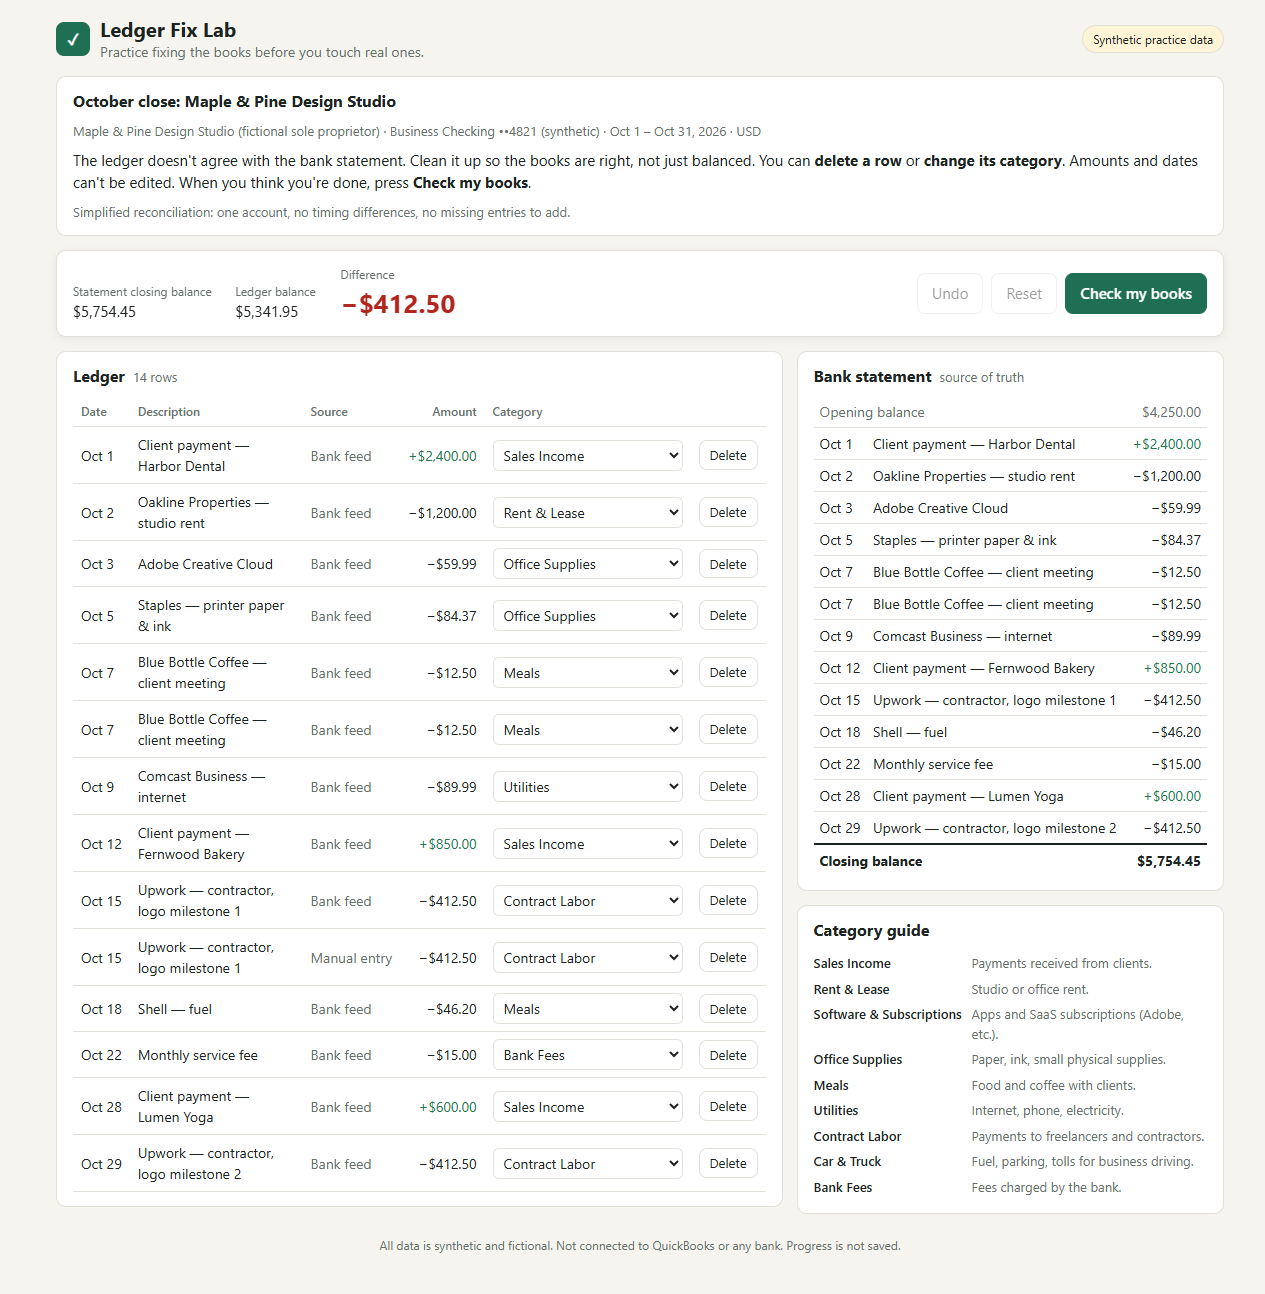 ✓
Ledger Fix Lab
Practice fixing the books before you touch real ones.
Synthetic practice data
October close: Maple & Pine Design Studio
Maple & Pine Design Studio (fictional sole proprietor) · Business Checking ••4821 (synthetic) · Oct 1 – Oct 31, 2026 · USD
The ledger doesn't agree with the bank statement. Clean it up so the books are right, not just balanced. You can delete a row or change its category. Amounts and dates
can't be edited. When you think you're done, press Check my books.
Simplified reconciliation: one account, no timing differences, no missing entries to add.
Statement closing balance
$5,754.45
Ledger balance
$5,341.95
Difference
−$412.50
Undo
Reset
Check my books
Ledger 14 rows
Date Description Source Amount Category
Oct 1 Client payment — Bank feed +$2,400.00 Sales Income Delete
Harbor Dental
Oct 2 Oakline Properties — Bank feed −$1,200.00 Rent & Lease Delete
studio rent
Oct 3 Adobe Creative Cloud Bank feed −$59.99 Office Supplies Delete
Oct 5 Staples — printer paper Bank feed −$84.37 Office Supplies Delete
& ink
Oct 7 Blue Bottle Coffee — Bank feed −$12.50 Meals Delete
client meeting
Oct 7 Blue Bottle Coffee — Bank feed −$12.50 Meals Delete
client meeting
Oct 9 Comcast Business — Bank feed −$89.99 Utilities Delete
internet
Oct 12 Client payment — Bank feed +$850.00 Sales Income Delete
Fernwood Bakery
Oct 15 Upwork — contractor, Bank feed −$412.50 Contract Labor Delete
logo milestone 1
Oct 15 Upwork — contractor, Manual entry −$412.50 Contract Labor Delete
logo milestone 1
Oct 18 Shell — fuel Bank feed −$46.20 Meals Delete
Oct 22 Monthly service fee Bank feed −$15.00 Bank Fees Delete
Oct 28 Client payment — Bank feed +$600.00 Sales Income Delete
Lumen Yoga
Oct 29 Upwork — contractor, Bank feed −$412.50 Contract Labor Delete
logo milestone 2
Bank statement source of truth
Opening balance $4,250.00
Oct 1 Client payment — Harbor Dental +$2,400.00
Oct 2 Oakline Properties — studio rent −$1,200.00
Oct 3 Adobe Creative Cloud −$59.99
Oct 5 Staples — printer paper & ink −$84.37
Oct 7 Blue Bottle Coffee — client meeting −$12.50
Oct 7 Blue Bottle Coffee — client meeting −$12.50
Oct 9 Comcast Business — internet −$89.99
Oct 12 Client payment — Fernwood Bakery +$850.00
Oct 15 Upwork — contractor, logo milestone 1 −$412.50
Oct 18 Shell — fuel −$46.20
Oct 22 Monthly service fee −$15.00
Oct 28 Client payment — Lumen Yoga +$600.00
Oct 29 Upwork — contractor, logo milestone 2 −$412.50
Closing balance $5,754.45
Category guide
Sales Income Payments received from clients.
Rent & Lease Studio or office rent.
Software & Subscriptions Apps and SaaS subscriptions (Adobe,
etc.).
Office Supplies Paper, ink, small physical supplies.
Meals Food and coffee with clients.
Utilities Internet, phone, electricity.
Contract Labor Payments to freelancers and contractors.
Car & Truck Fuel, parking, tolls for business driving.
Bank Fees Fees charged by the bank.
All data is synthetic and fictional. Not connected to QuickBooks or any bank. Progress is not saved.